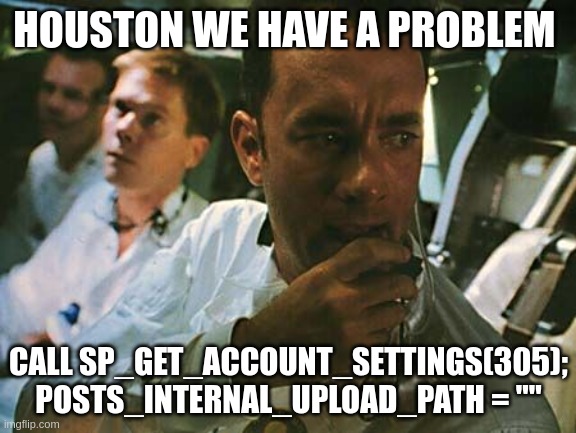 HOUSTON WE HAVE A PROBLEM
CALL SP_GET_ACCOUNT_SETTINGS(305);
POSTS_INTERNAL_UPLOAD_PATH = ""
imgflip.com